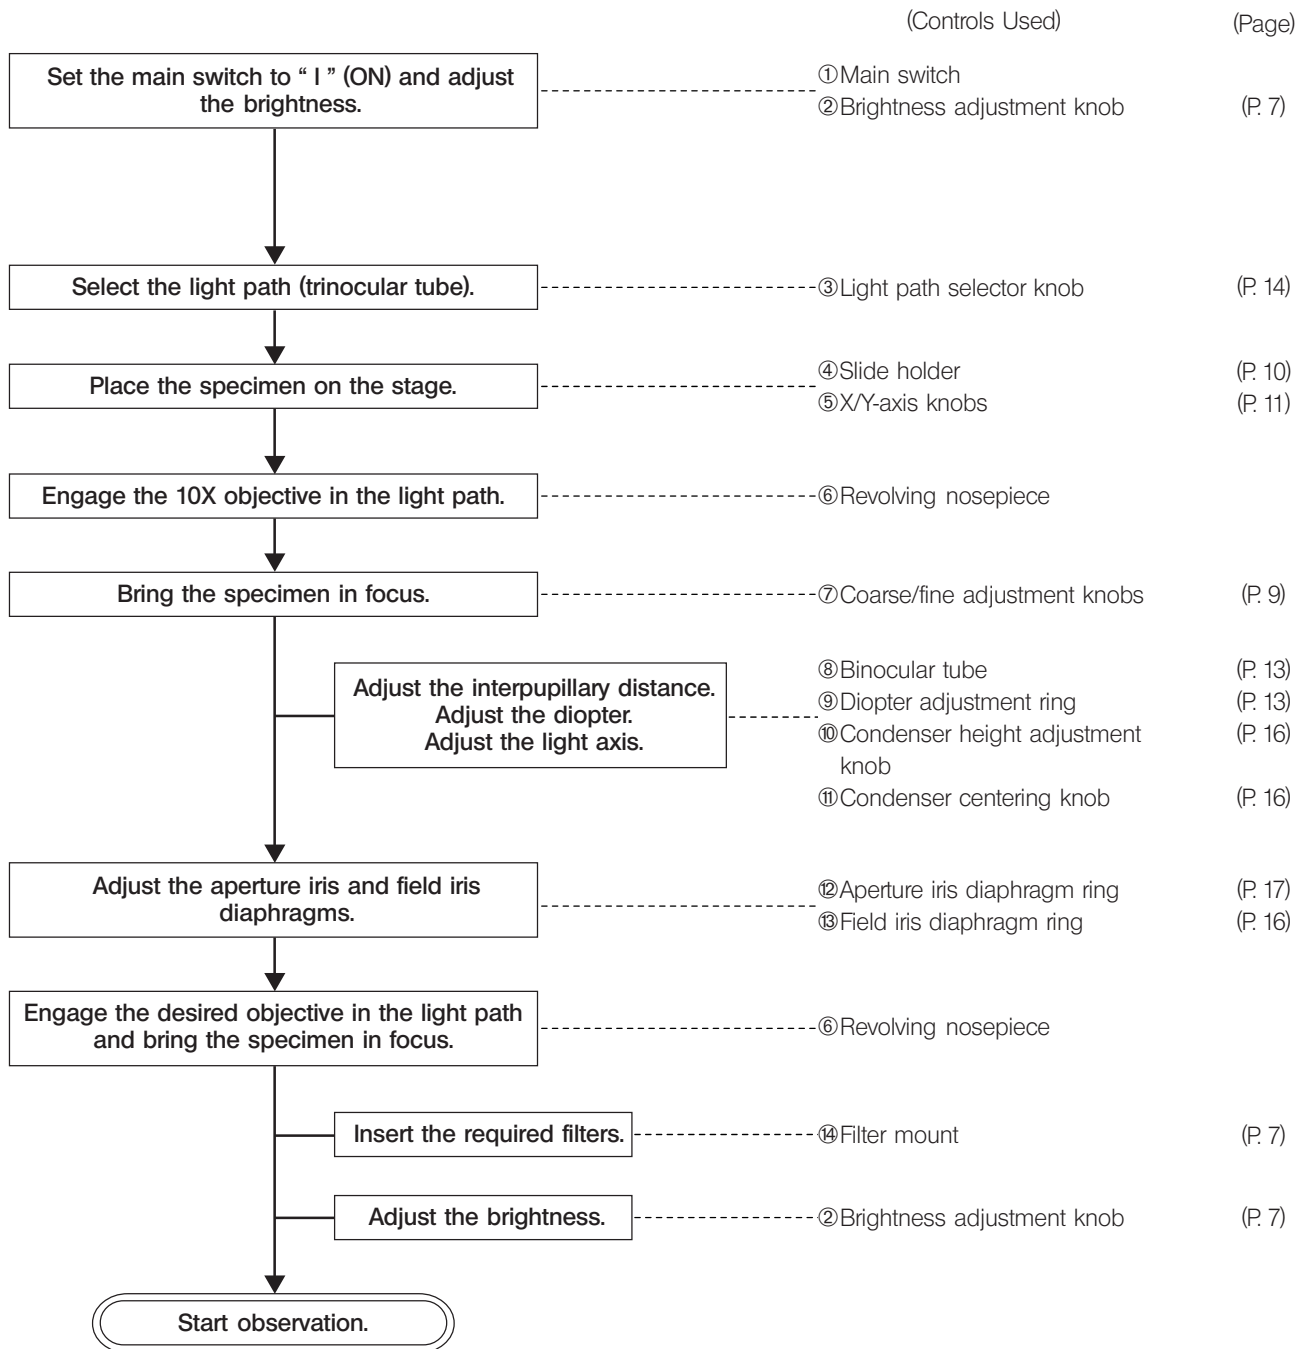 (Controls Used) (Page)
Set the main switch to “ I ” (ON) and adjust
the brightness.
①Main switch
②Brightness adjustment knob (P. 7)
Select the light path (trinocular tube).
③Light path selector knob (P. 14)
Place the specimen on the stage.
④Slide holder (P. 10)
⑤X/Y-axis knobs (P. 11)
Engage the 10X objective in the light path.
⑥Revolving nosepiece
Bring the specimen in focus.
⑦Coarse/fine adjustment knobs (P. 9)
Adjust the interpupillary distance.
Adjust the diopter.
Adjust the light axis.
⑧Binocular tube (P. 13)
⑨Diopter adjustment ring (P. 13)
⑩Condenser height adjustment (P. 16)
knob
⑪Condenser centering knob (P. 16)
Adjust the aperture iris and field iris
diaphragms.
⑫Aperture iris diaphragm ring (P. 17)
⑬Field iris diaphragm ring (P. 16)
Engage the desired objective in the light path
and bring the specimen in focus.
⑥Revolving nosepiece
Insert the required filters.
⑭Filter mount (P. 7)
Adjust the brightness.
②Brightness adjustment knob (P. 7)
Start observation.